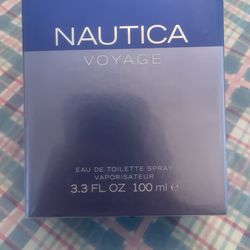 NAUTICA
VOYAGE
EAU DE TOILETTE SPRAY
VAPORISATEUR
3.3 FL OZ 100 ml ℮